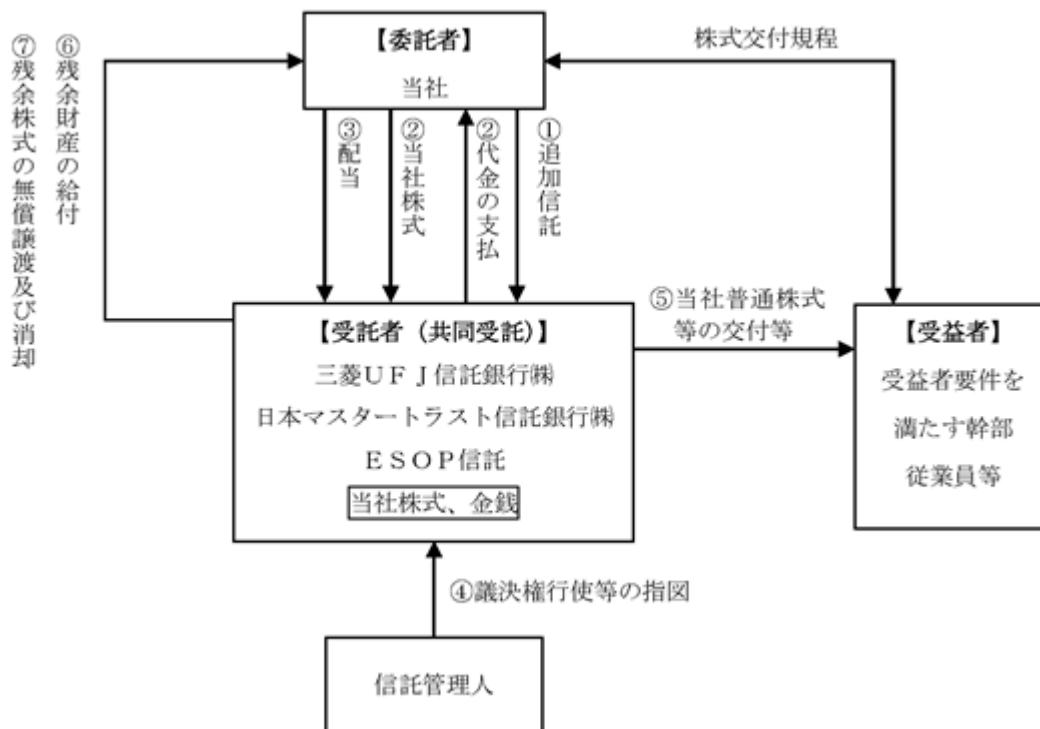 ⑦残余株式の無償譲渡及び消却
⑥残余財産の給付
【委託者】
当社
株式交付規程
③配当
②当社株式
②代金の支払
①追加信託
【受託者（共同受託）】
三菱ＵＦＪ信託銀行㈱
日本マスタートラスト信託銀行㈱
ＥＳＯＰ信託
当社株式、金銭
⑤当社普通株式
等の交付等
【受益者】
受益者要件を
満たす幹部
従業員等
④議決権行使等の指図
信託管理人